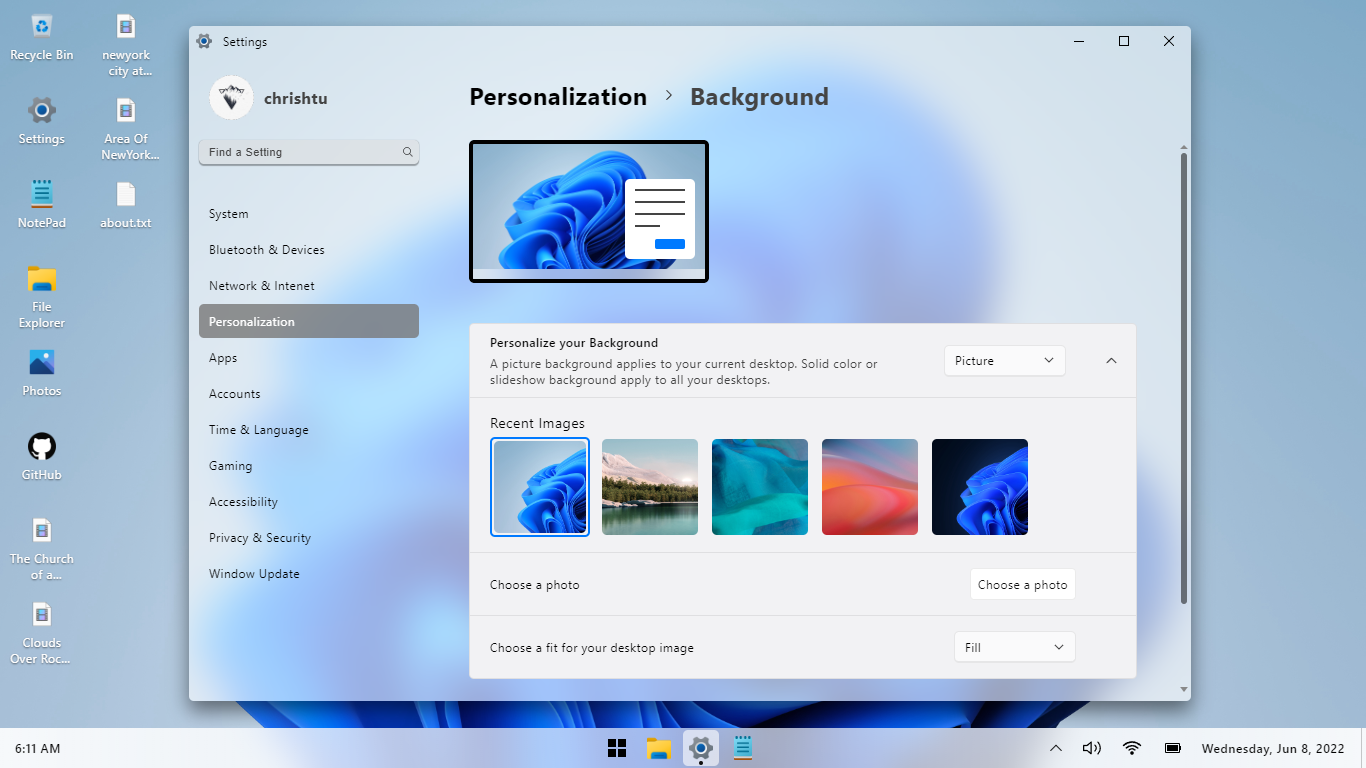 Recycle Bin
newyork
city at...
Settings
Area Of
NewYork...
NotePad
about.txt
File
Explorer
Photos
GitHub
The Church
of a...
Clouds
Over Roc...
Settings
chrishtu
Find a Setting
System
Bluetooth & Devices
Network & Intenet
Personalization
Apps
Accounts
Time & Language
Gaming
Accessibility
Privacy & Security
Window Update
Personalization > Background
Personalize your Background
A picture background applies to your current desktop. Solid color or
slideshow background apply to all your desktops.
Picture
Recent Images
Choose a photo
Choose a photo
Choose a fit for your desktop image
Fill
6:11 AM
Wednesday, Jun 8, 2022